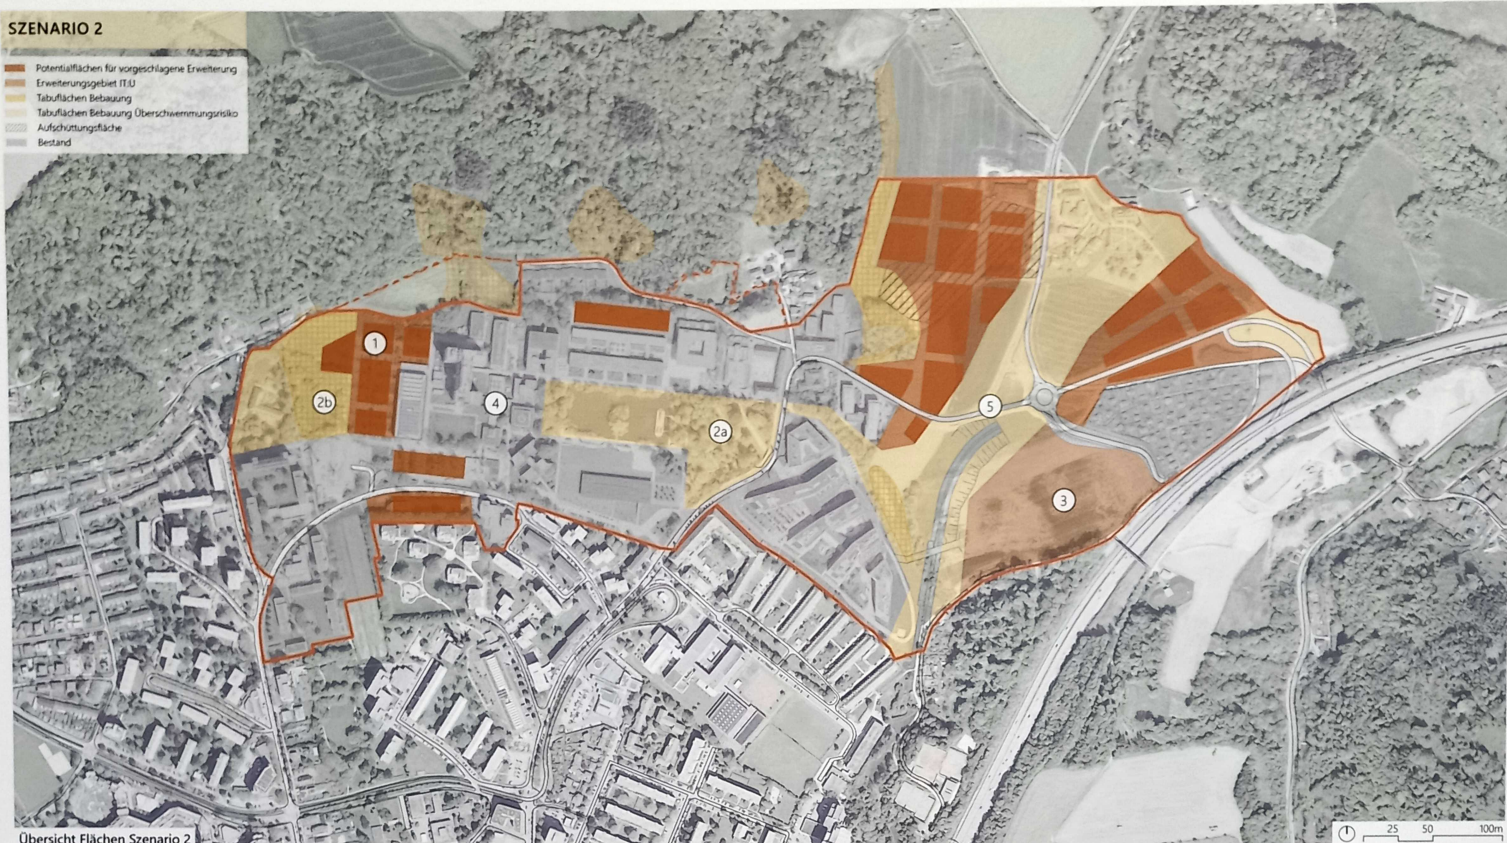 SZENARIO 2
Potentialflächen für vorgeschlagene Erweiterung
Erweiterungsgebiet IT:U
Tabuflächen Bebauung
Tabuflächen Bebauung Überschwemmungsrisiko
Aufschüttungsfläche
Bestand
1
2b
4
2a
5
3
Übersicht Flächen Szenario 2
25 50 100m